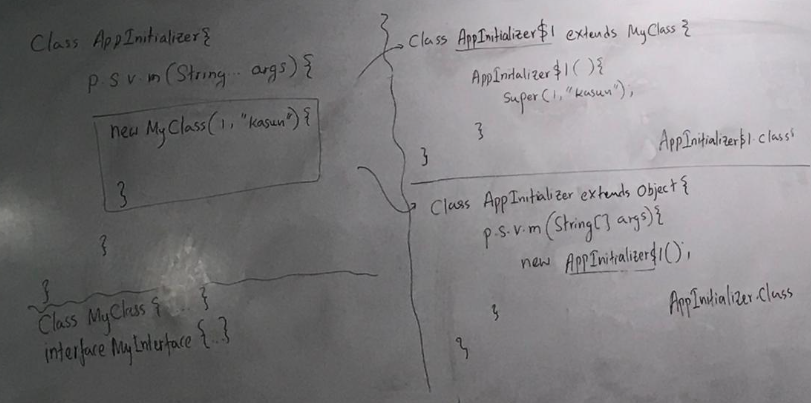 Class AppInitializer{
p s v m (String... args) {
new MyClass(1, "Kasun") {
}
}
}
Class MyClass { ... }
interface MyInterface {..}
}
Class AppInitializer$1 extends MyClass {
AppInitializer$1 ( ) {
super(1, "Kasun");
}
}
AppInitializer$1.class
Class AppInitializer extends Object {
p.s.v.m (String[] args) {
new AppInitializer$1();
}
}
AppInitializer.Class